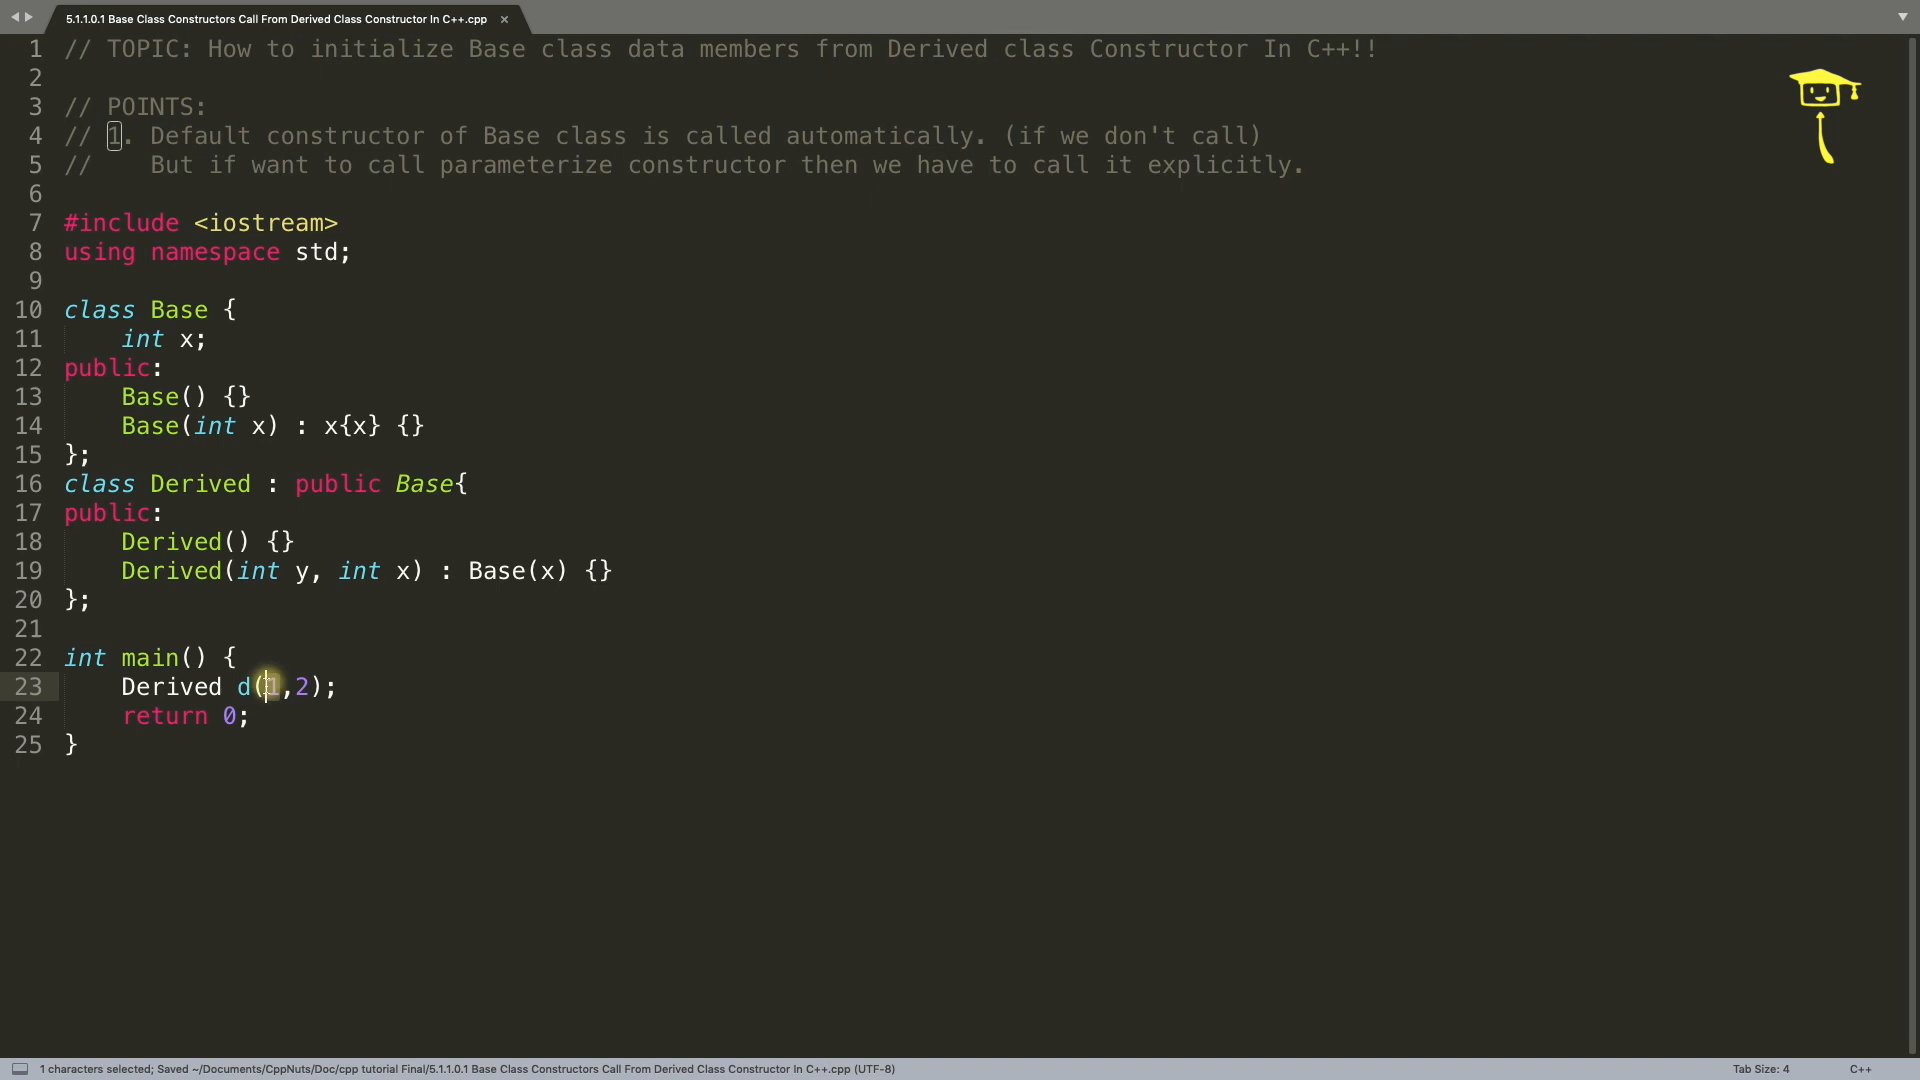 5.1.1.0.1 Base Class Constructors Call From Derived Class Constructor In C++.cpp ×
1 // TOPIC: How to initialize Base class data members from Derived class Constructor In C++!!
2
3 // POINTS:
4 // 1. Default constructor of Base class is called automatically. (if we don't call)
5 //    But if want to call parameterize constructor then we have to call it explicitly.
6
7 #include <iostream>
8 using namespace std;
9
10 class Base {
11     int x;
12 public:
13     Base() {}
14     Base(int x) : x{x} {}
15 };
16 class Derived : public Base{
17 public:
18     Derived() {}
19     Derived(int y, int x) : Base(x) {}
20 };
21
22 int main() {
23     Derived d(1,2);
24     return 0;
25 }
1 characters selected; Saved ~/Documents/CppNuts/Doc/cpp tutorial Final/5.1.1.0.1 Base Class Constructors Call From Derived Class Constructor In C++.cpp (UTF-8) Tab Size: 4 C++